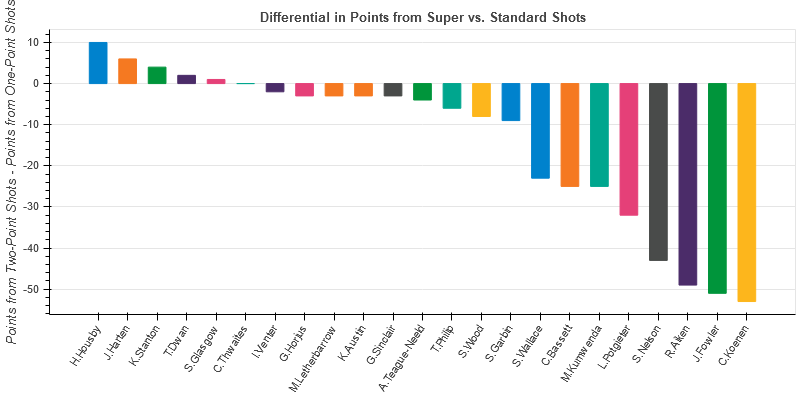 Differential in Points from Super vs. Standard Shots
Points from Two-Point Shots - Points from One-Point Shots
10
0
-10
-20
-30
-40
-50
H.Housby
J.Harten
K.Stanton
T.Dwan
S.Glasgow
C.Thwaites
I.Venter
G.Horjus
M.Letherbarrow
K.Austin
G.Sinclair
A.Teague-Neeld
T.Philip
S.Wood
S.Garbin
S.Wallace
C.Bassett
M.Kumwenda
L.Potgieter
S.Nelson
R.Aiken
J.Fowler
C.Koenen